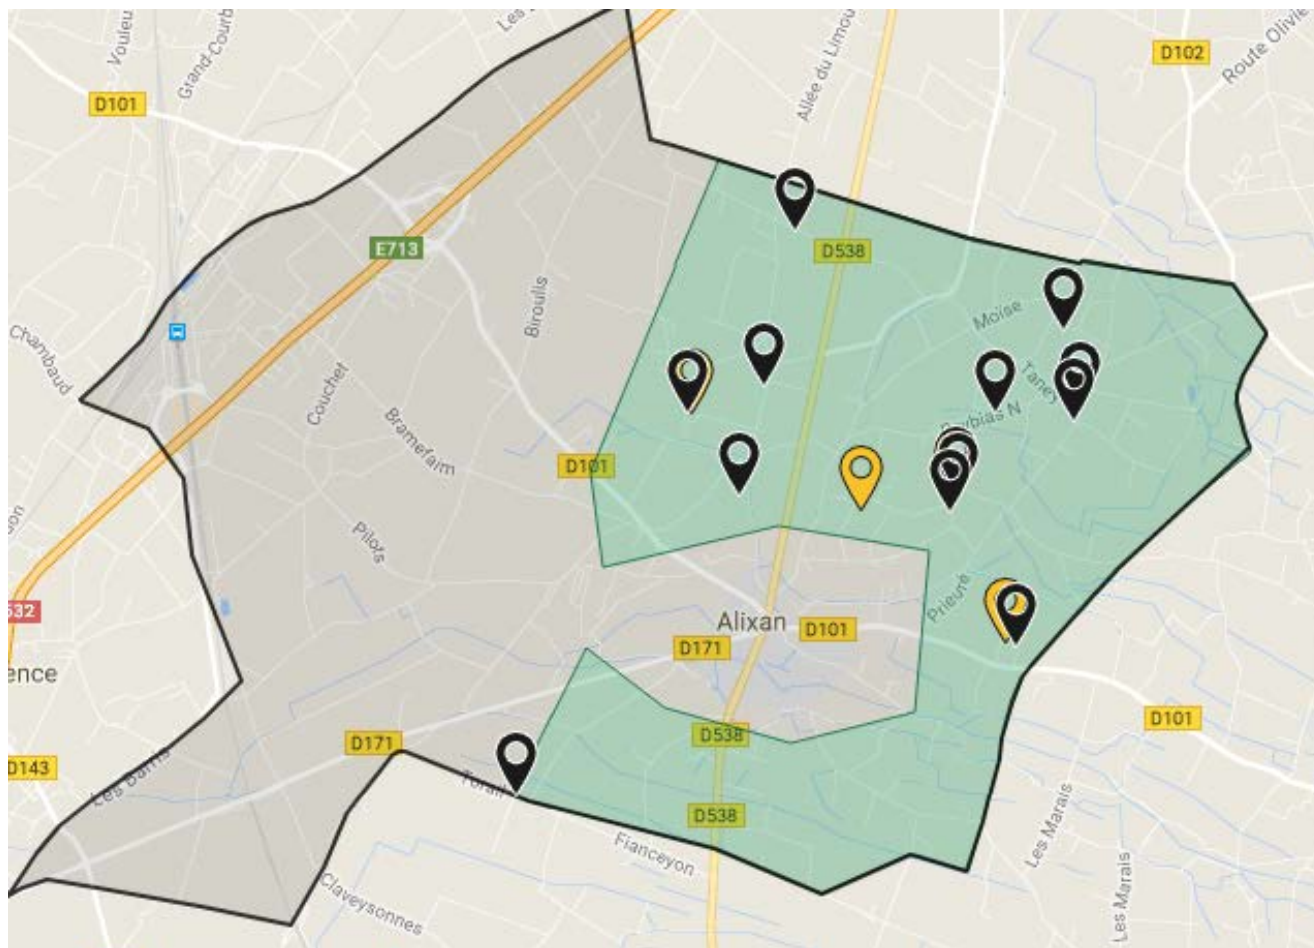 Vouleu
Grand-Courb
Les
Allée du Limou
D102
Route Olivie
D101
E713
D538
Biroulis
Moïse
Chambaud
Couchet
Taney
Bramefaim
D101
Pilots
532
Prieuré
Alixan
D101
D171
ence
D101
D538
D171
D143
Les Barris
D538
Fianceyon
Les Marais
Claveysonnes
Les Marais